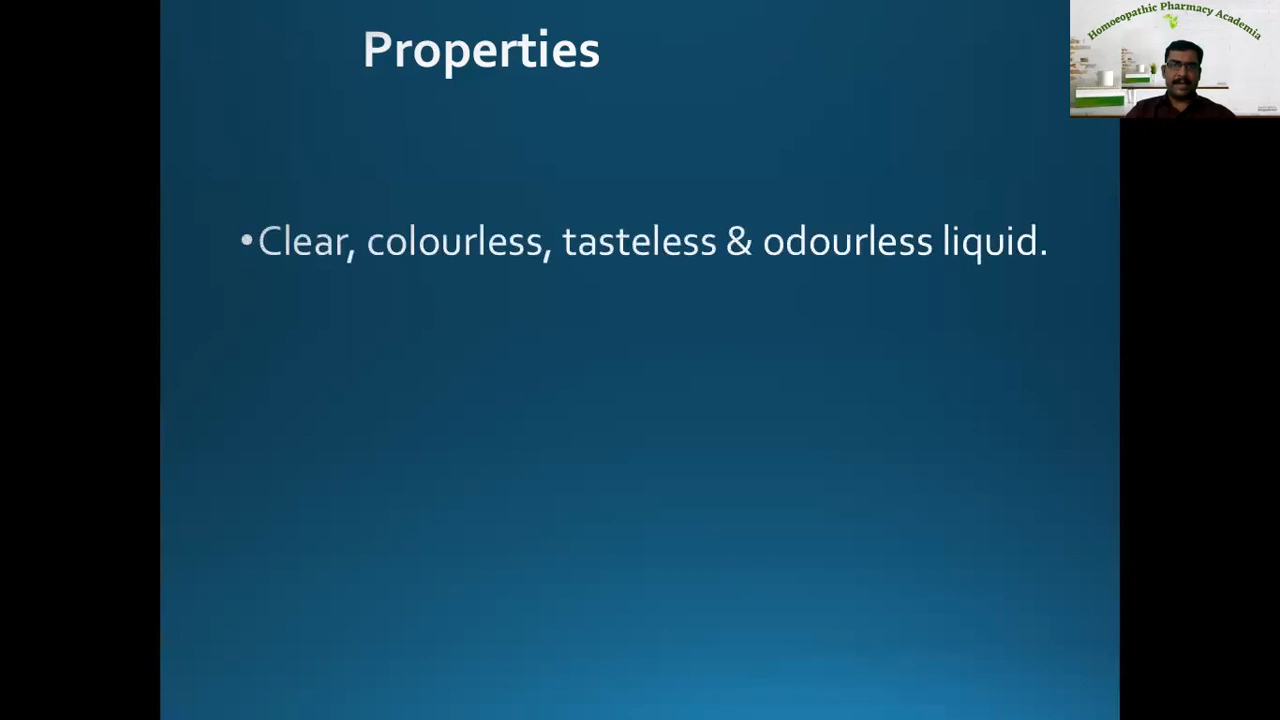 Properties
Homoeopathic Pharmacy Academia
•Clear, colourless, tasteless & odourless liquid.